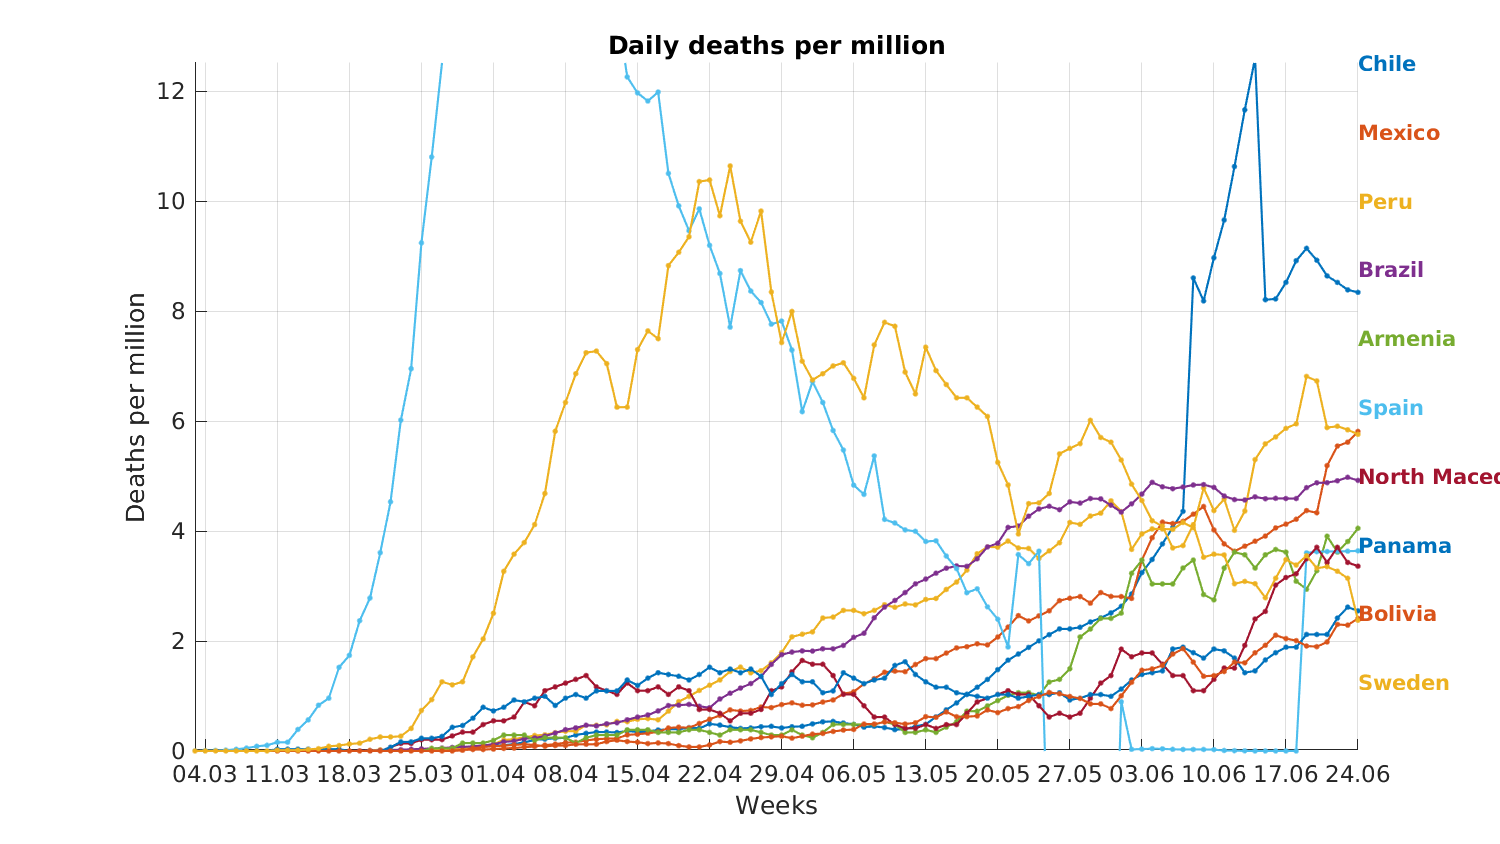 Daily deaths per million
Chile
12
Mexico
10
Peru
Brazil
8
Deaths per million
Armenia
6
Spain
North Maced
4
Panama
Bolivia
2
Sweden
0
04.03 11.03 18.03 25.03 01.04 08.04 15.04 22.04 29.04 06.05 13.05 20.05 27.05 03.06 10.06 17.06 24.06
Weeks